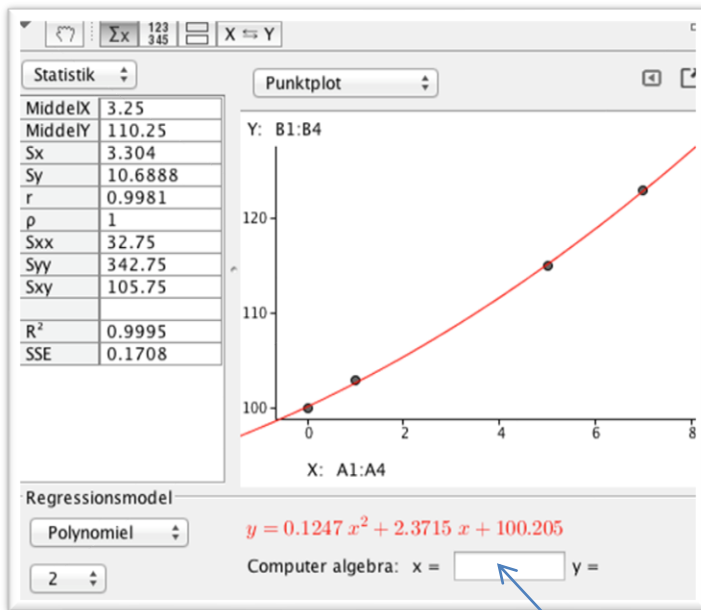 Σx 123 345 X ⇆ Y
Statistik
MiddelX 3.25
MiddelY 110.25
Sx 3.304
Sy 10.6888
r 0.9981
ρ 1
Sxx 32.75
Syy 342.75
Sxy 105.75
R² 0.9995
SSE 0.1708
Punktplot
Y: B1:B4
120
110
100
0 2 4 6 8
X: A1:A4
Regressionsmodel
Polynomiel
2
y = 0.1247 x² + 2.3715 x + 100.205
Computer algebra: x = y =